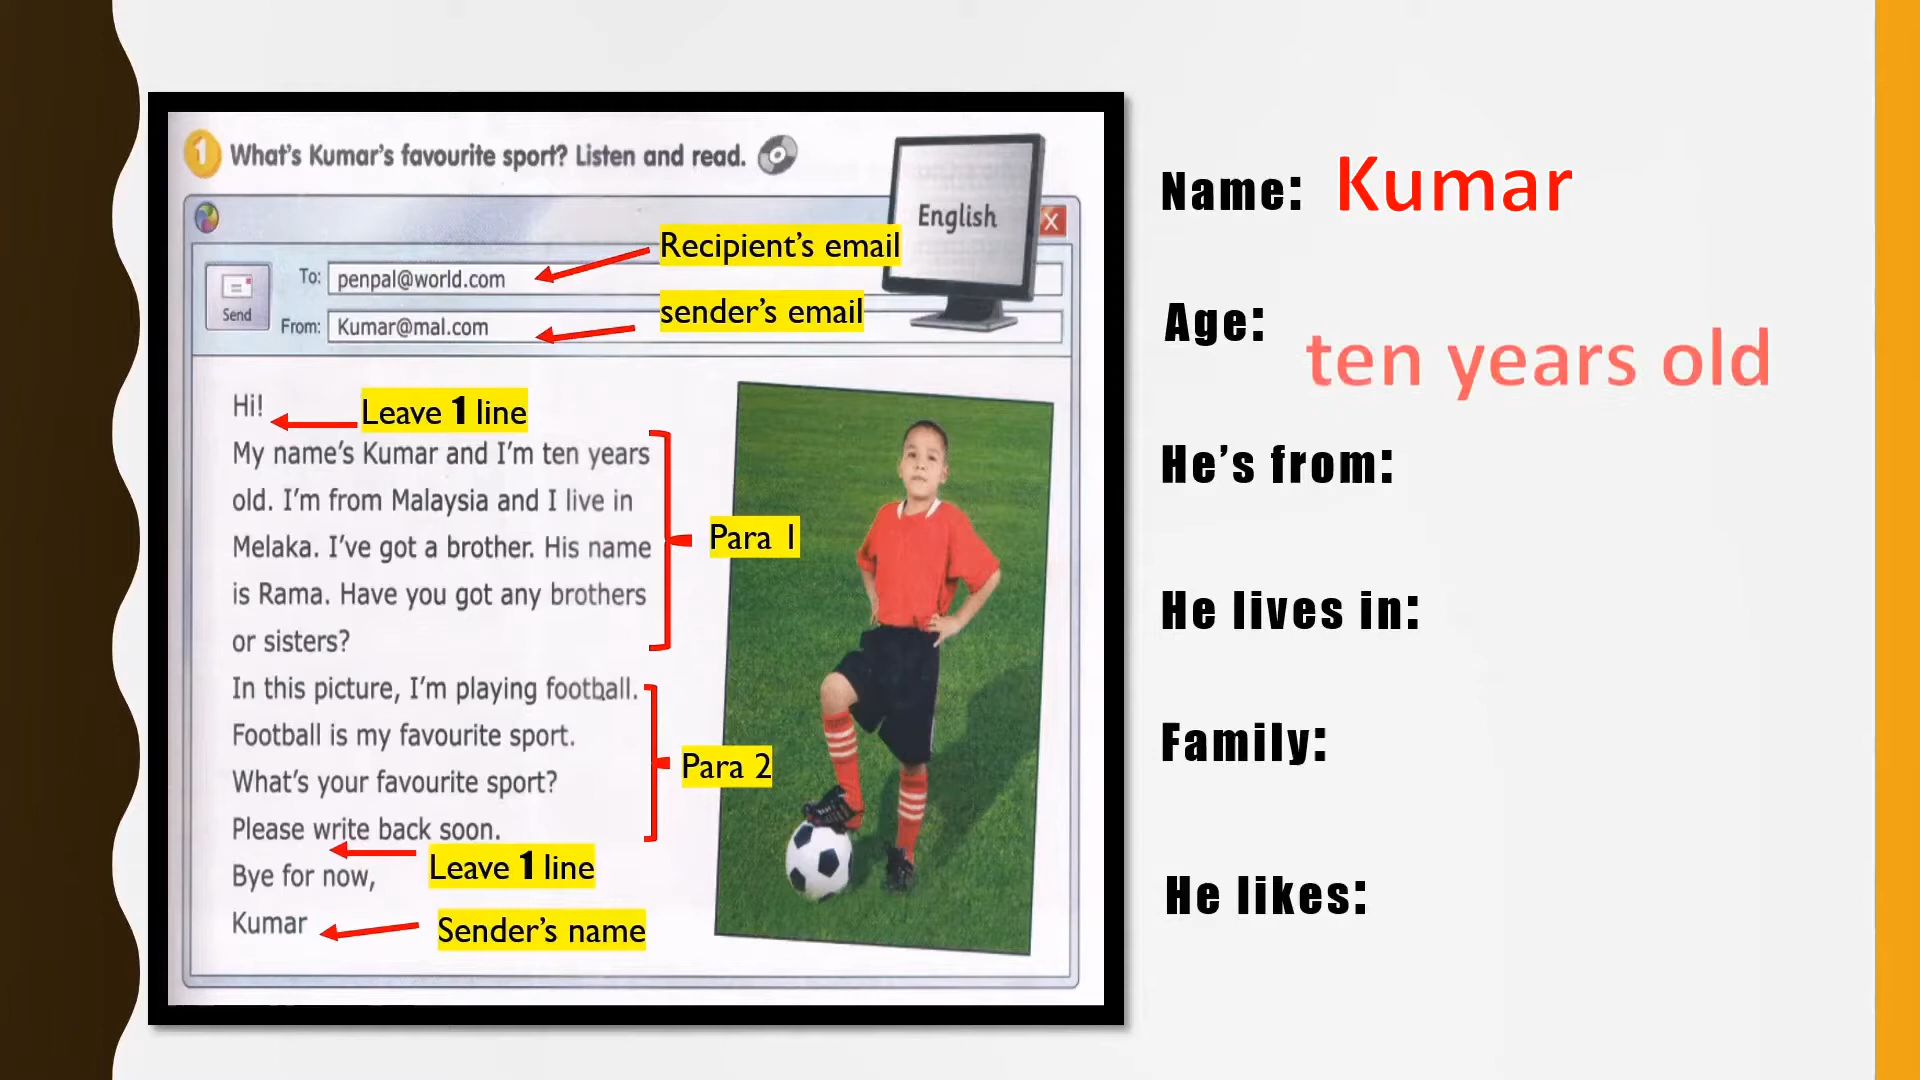 1 What's Kumar's favourite sport? Listen and read.
English
X
Send
To: penpal@world.com
Recipient's email
From: Kumar@mal.com
sender's email
Hi!
Leave 1 line
My name's Kumar and I'm ten years
old. I'm from Malaysia and I live in
Melaka. I've got a brother. His name
is Rama. Have you got any brothers
or sisters?
Para 1
In this picture, I'm playing football.
Football is my favourite sport.
What's your favourite sport?
Please write back soon.
Para 2
Leave 1 line
Bye for now,
Kumar
Sender's name
Name: Kumar
Age: ten years old
He's from:
He lives in:
Family:
He likes: